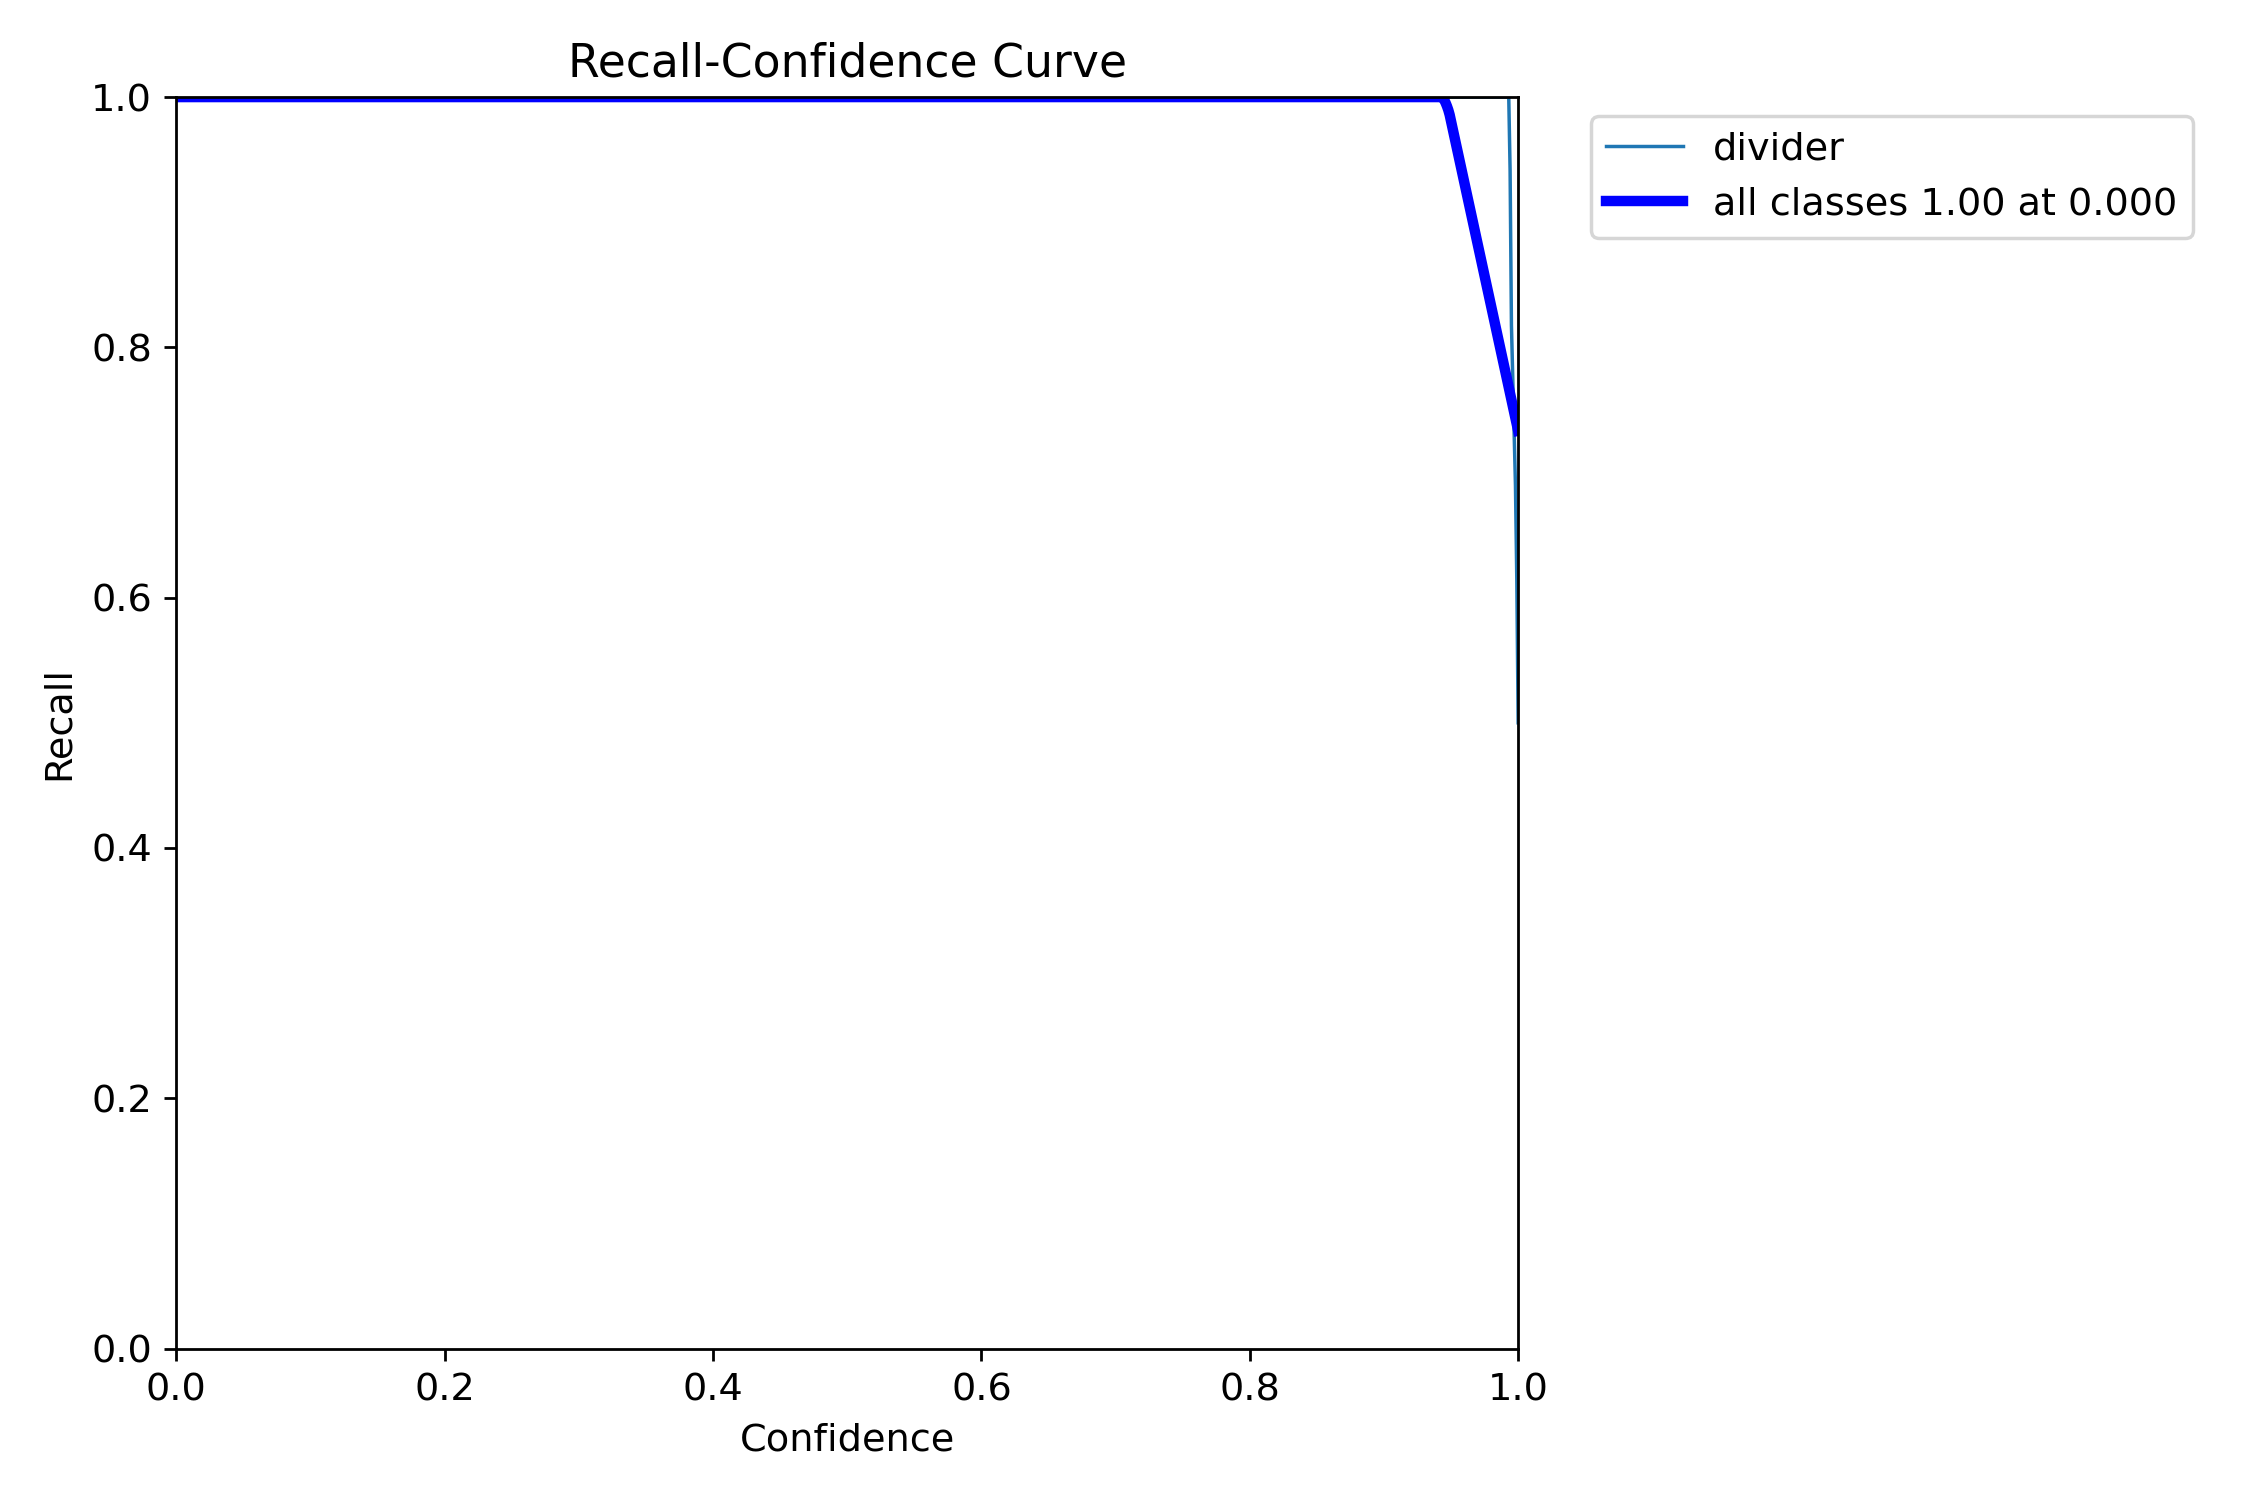 Recall-Confidence Curve
1.0
0.8
0.6
0.4
0.2
0.0
Recall
0.0 0.2 0.4 0.6 0.8 1.0
Confidence
divider
all classes 1.00 at 0.000